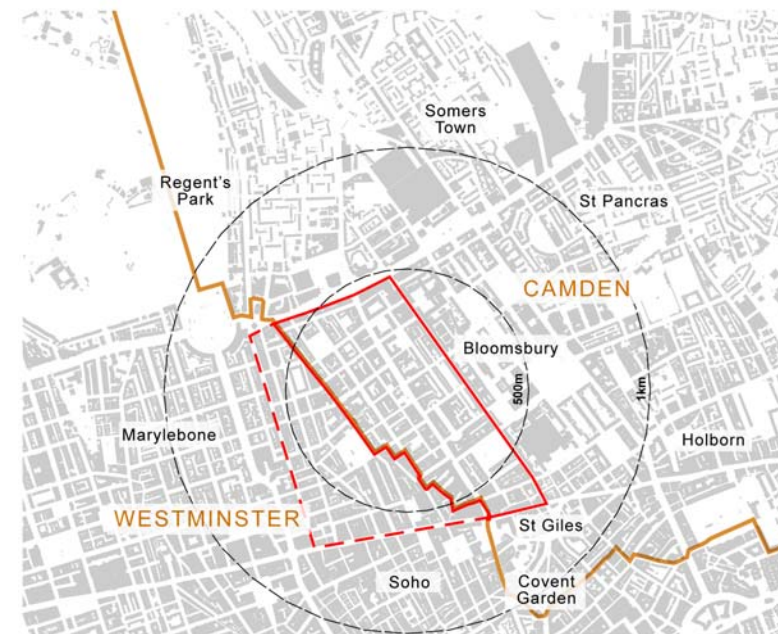 Somers
Town
Regent's
Park
St Pancras
CAMDEN
Bloomsbury
500m
1km
Marylebone
Holborn
WESTMINSTER
St Giles
Soho
Covent
Garden